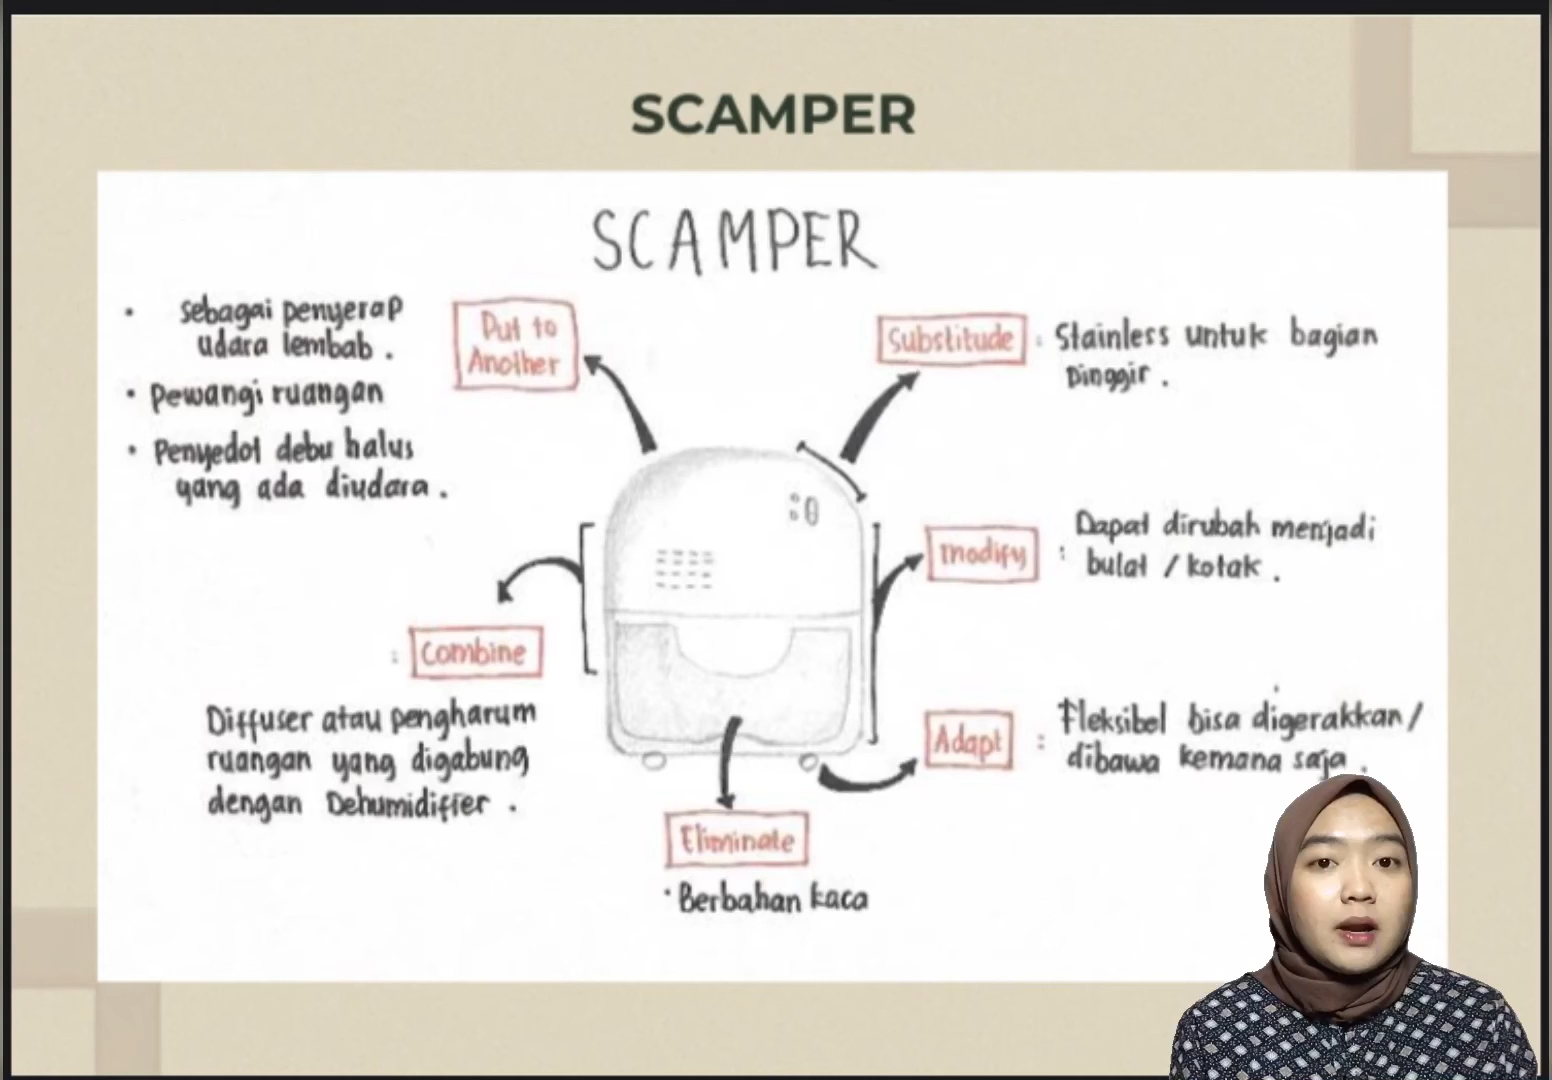 SCAMPER
SCAMPER
• sebagai penyerap
udara lembab.
• Pewangi ruangan
• Penyedot debu halus
yang ada diudara.
Put to
Another
Substitude : Stainless untuk bagian
Pinggir.
modify : Dapat dirubah menjadi
bulat / kotak.
: Combine
Diffuser atau pengharum
ruangan yang digabung
dengan Dehumidifier.
Adapt : Fleksibel bisa digerakkan/
dibawa kemana saja.
Eliminate
• Berbahan kaca